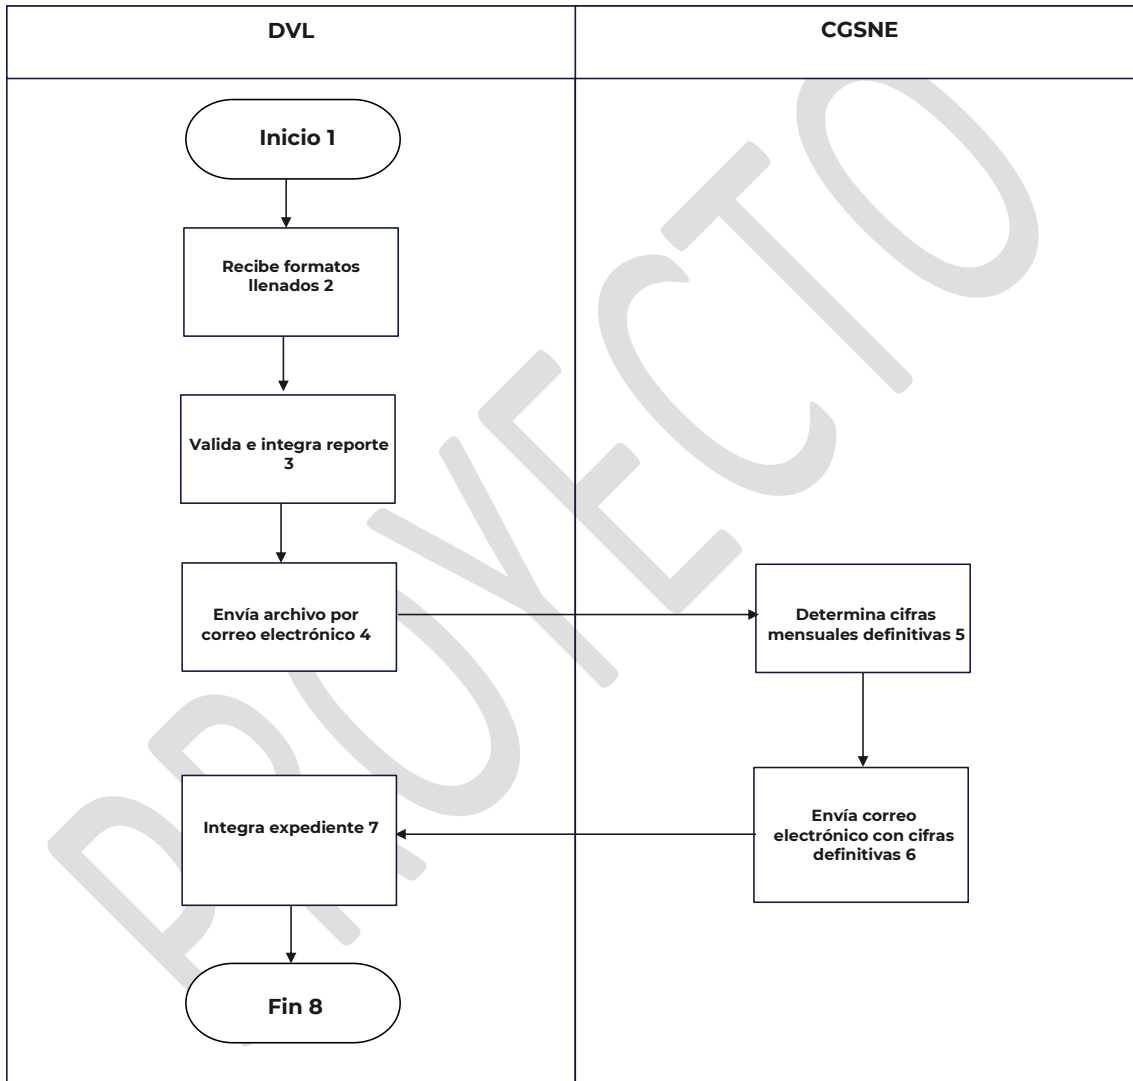 DVL
CGSNE
Inicio 1
Recibe formatos
llenados 2
Valida e integra reporte
3
Envía archivo por
correo electrónico 4
Determina cifras
mensuales definitivas 5
Envía correo
electrónico con cifras
definitivas 6
Integra expediente 7
Fin 8
PROYECTO